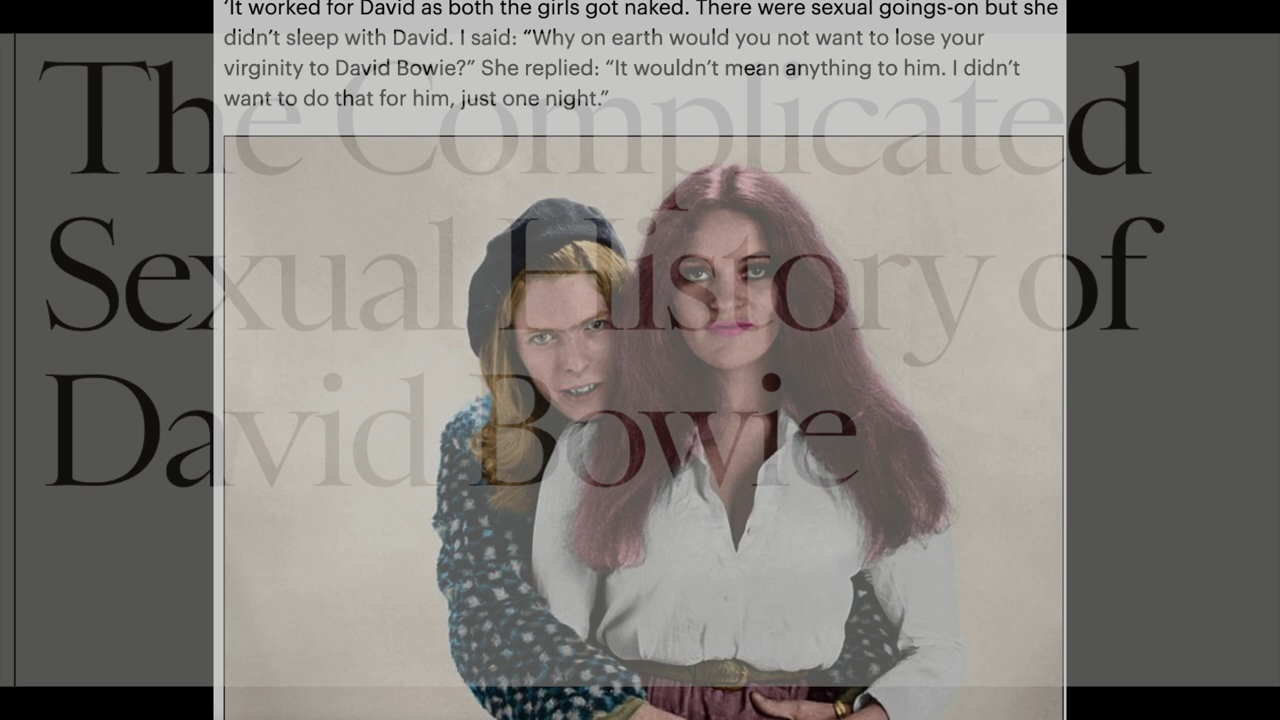 ‘It worked for David as both the girls got naked. There were sexual goings-on but she
didn’t sleep with David. I said: “Why on earth would you not want to lose your
virginity to David Bowie?” She replied: “It wouldn’t mean anything to him. I didn’t
want to do that for him, just one night.”
The Complicated
Sexual History of
David Bowie